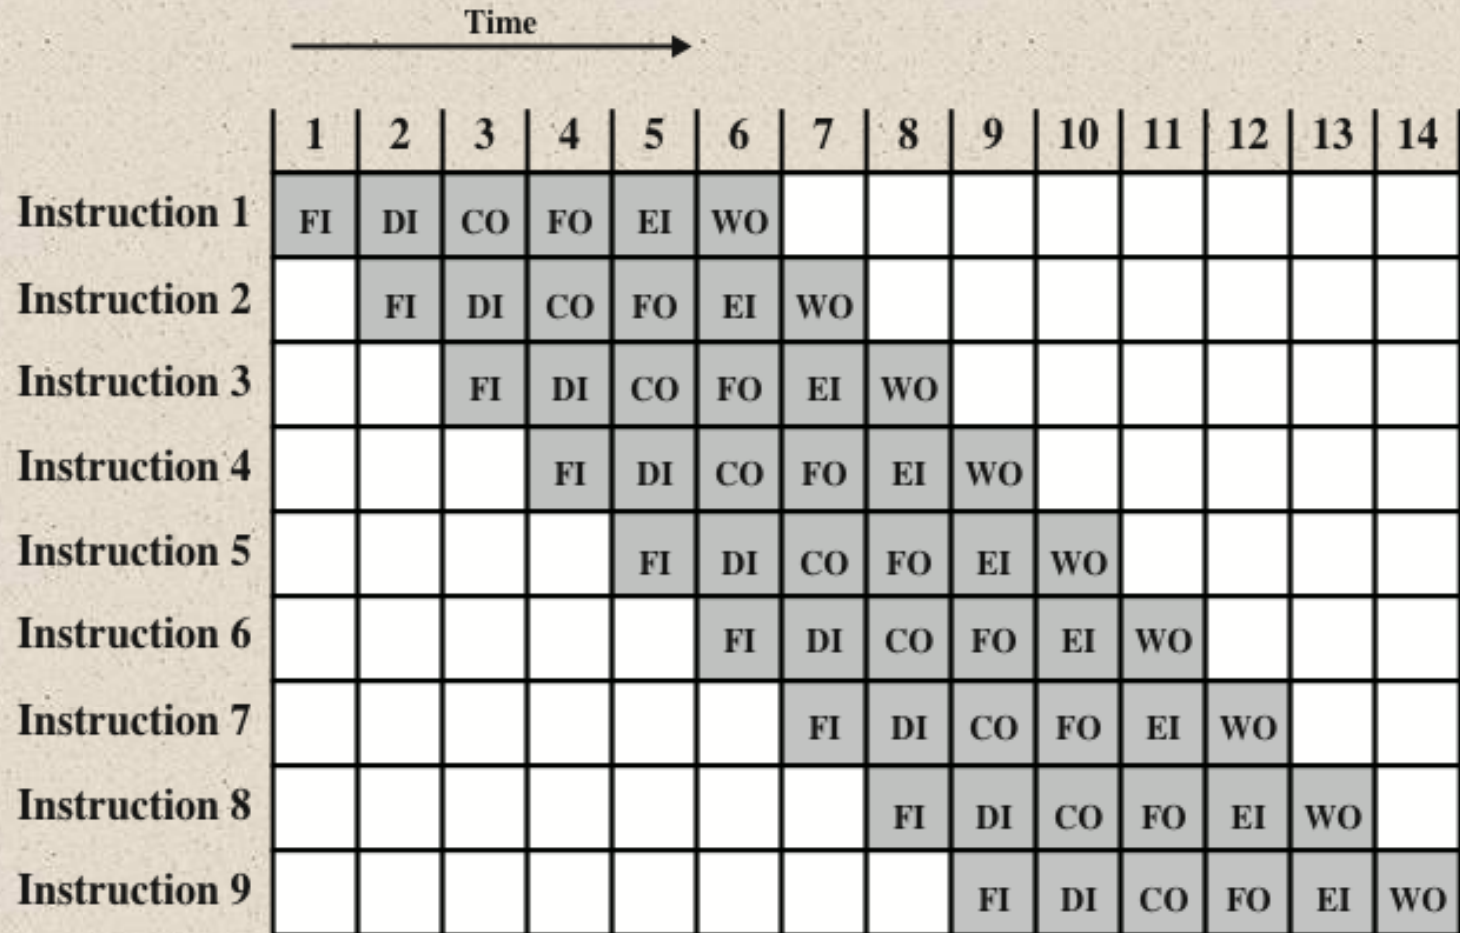 Time
1 2 3 4 5 6 7 8 9 10 11 12 13 14
Instruction 1 FI DI CO FO EI WO
Instruction 2 FI DI CO FO EI WO
Instruction 3 FI DI CO FO EI WO
Instruction 4 FI DI CO FO EI WO
Instruction 5 FI DI CO FO EI WO
Instruction 6 FI DI CO FO EI WO
Instruction 7 FI DI CO FO EI WO
Instruction 8 FI DI CO FO EI WO
Instruction 9 FI DI CO FO EI WO